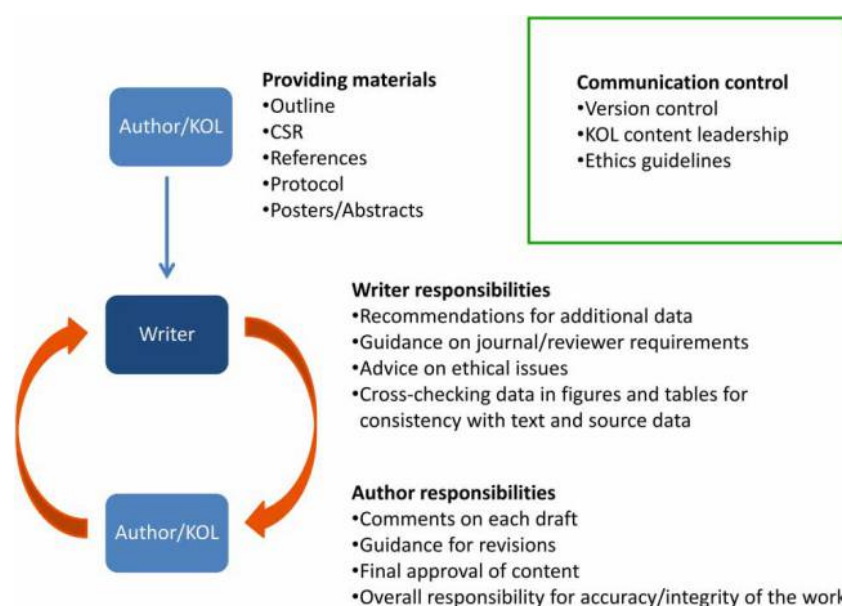 Author/KOL
Providing materials
•Outline
•CSR
•References
•Protocol
•Posters/Abstracts
Communication control
•Version control
•KOL content leadership
•Ethics guidelines
Writer
Writer responsibilities
•Recommendations for additional data
•Guidance on journal/reviewer requirements
•Advice on ethical issues
•Cross-checking data in figures and tables for
consistency with text and source data
Author/KOL
Author responsibilities
•Comments on each draft
•Guidance for revisions
•Final approval of content
•Overall responsibility for accuracy/integrity of the work